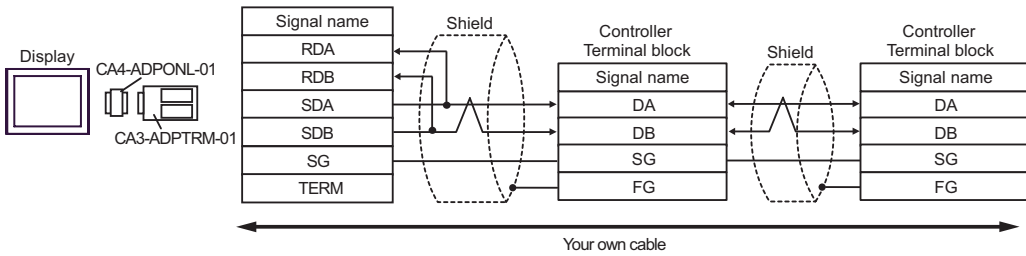 Display
CA4-ADPONL-01
CA3-ADPTRM-01
Signal name
RDA
RDB
SDA
SDB
SG
TERM
Shield
Controller
Terminal block
Signal name
DA
DB
SG
FG
Shield
Controller
Terminal block
Signal name
DA
DB
SG
FG
Your own cable